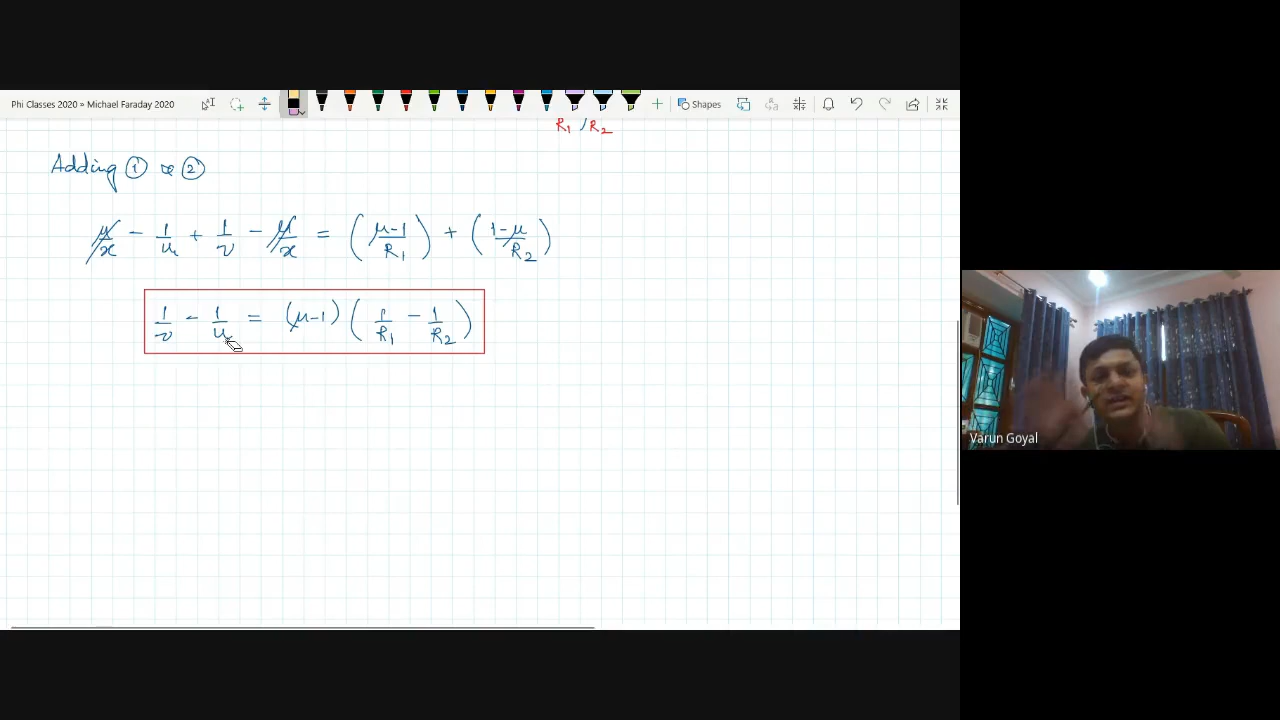 Phi Classes 2020 » Michael Faraday 2020
Shapes
R₁ / R₂
Adding ① & ②
μ/x − 1/u + 1/v − μ/x = (μ−1/R₁) + (1−μ/R₂)
1/v − 1/u = (μ−1) (1/R₁ − 1/R₂)
Varun Goyal